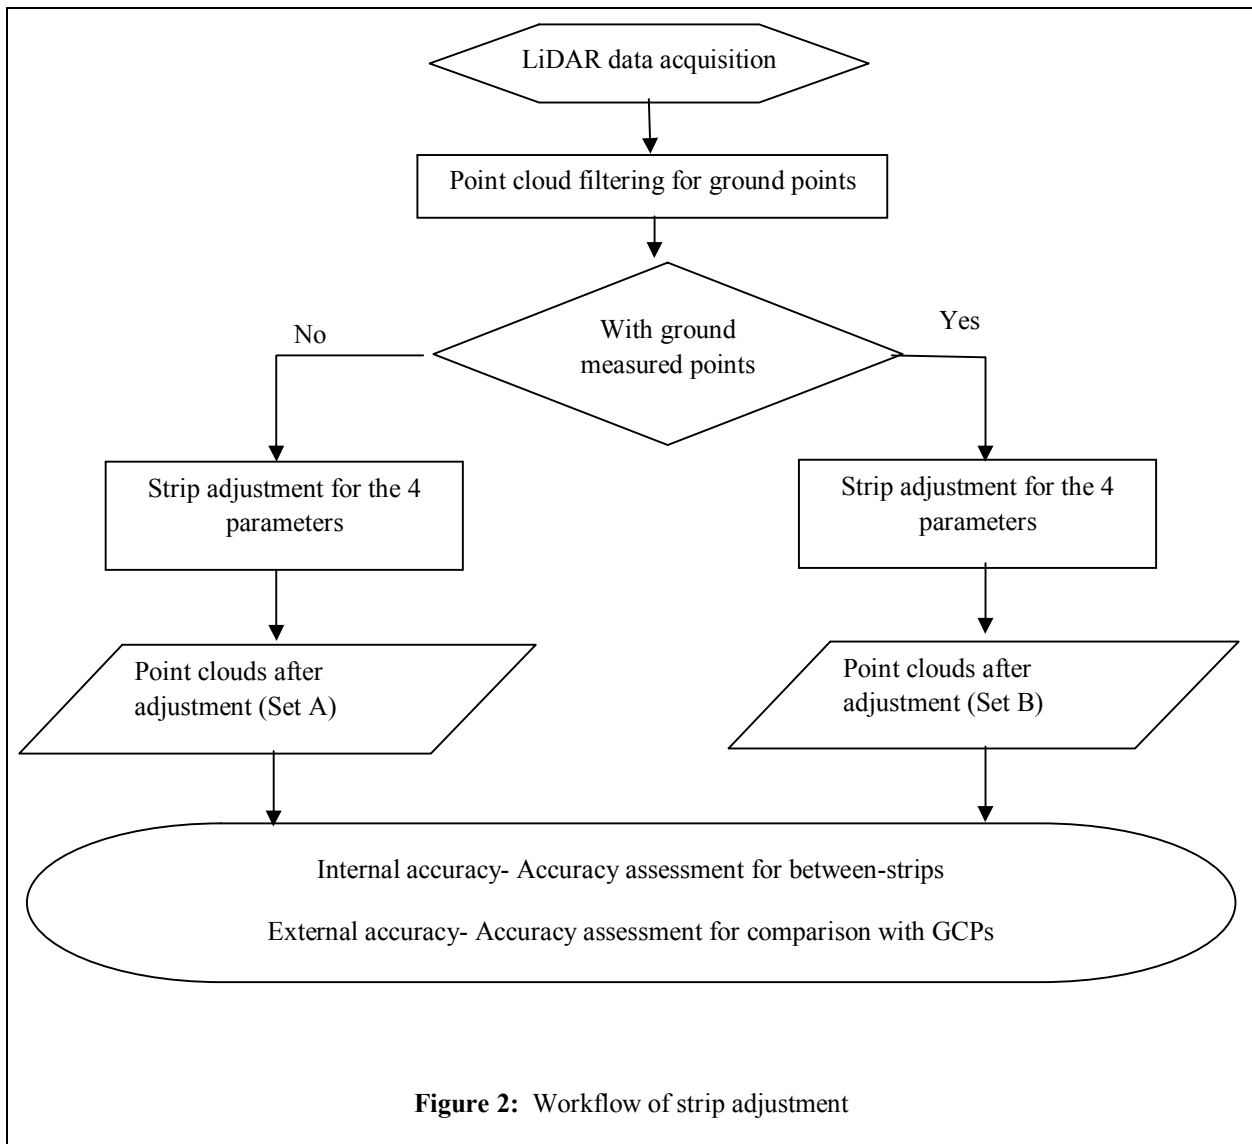 LiDAR data acquisition
Point cloud filtering for ground points
No
With ground
measured points
Yes
Strip adjustment for the 4
parameters
Strip adjustment for the 4
parameters
Point clouds after
adjustment (Set A)
Point clouds after
adjustment (Set B)
Internal accuracy- Accuracy assessment for between-strips
External accuracy- Accuracy assessment for comparison with GCPs
Figure 2: Workflow of strip adjustment